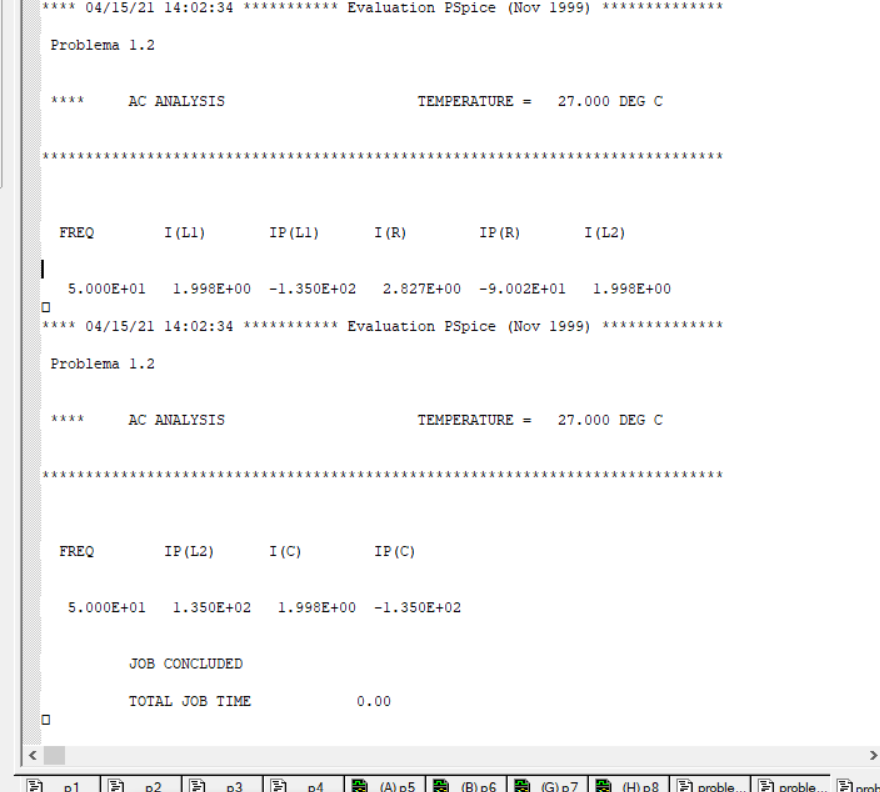 **** 04/15/21 14:02:34 *********** Evaluation PSpice (Nov 1999) **************
Problema 1.2
**** AC ANALYSIS TEMPERATURE = 27.000 DEG C
******************************************************************************
FREQ I(L1) IP(L1) I(R) IP(R) I(L2)
5.000E+01 1.998E+00 -1.350E+02 2.827E+00 -9.002E+01 1.998E+00
**** 04/15/21 14:02:34 *********** Evaluation PSpice (Nov 1999) **************
Problema 1.2
**** AC ANALYSIS TEMPERATURE = 27.000 DEG C
******************************************************************************
FREQ IP(L2) I(C) IP(C)
5.000E+01 1.350E+02 1.998E+00 -1.350E+02
JOB CONCLUDED
TOTAL JOB TIME 0.00
p1 p2 p3 p4 (A) p5 (B) p6 (G) p7 (H) p8 proble... proble... prob